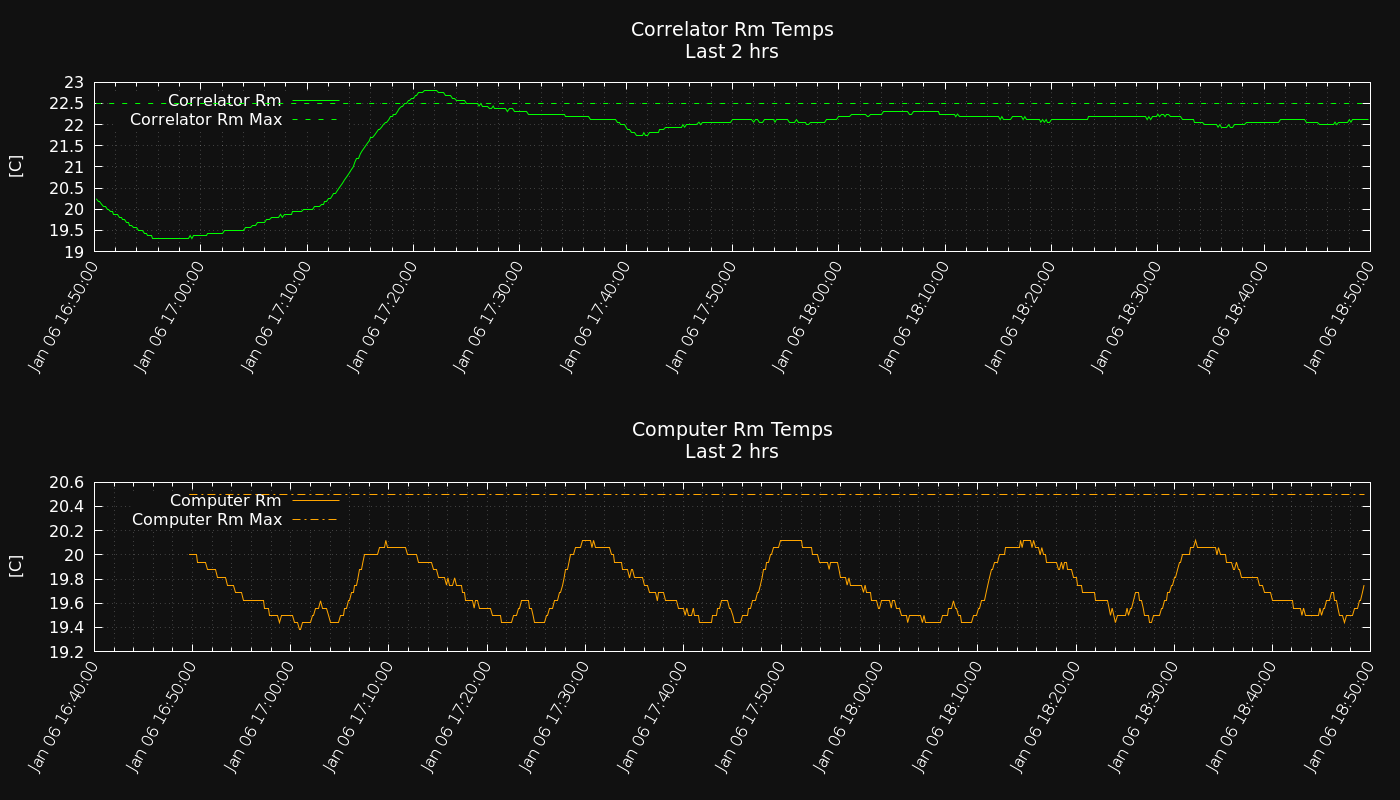 Correlator Rm Temps
Last 2 hrs
23
22.5
22
21.5
21
20.5
20
19.5
19
[C]
Correlator Rm
Correlator Rm Max
Jan 06 16:50:00
Jan 06 17:00:00
Jan 06 17:10:00
Jan 06 17:20:00
Jan 06 17:30:00
Jan 06 17:40:00
Jan 06 17:50:00
Jan 06 18:00:00
Jan 06 18:10:00
Jan 06 18:20:00
Jan 06 18:30:00
Jan 06 18:40:00
Jan 06 18:50:00
Computer Rm Temps
Last 2 hrs
20.6
20.4
20.2
20
19.8
19.6
19.4
19.2
[C]
Computer Rm
Computer Rm Max
Jan 06 16:40:00
Jan 06 16:50:00
Jan 06 17:00:00
Jan 06 17:10:00
Jan 06 17:20:00
Jan 06 17:30:00
Jan 06 17:40:00
Jan 06 17:50:00
Jan 06 18:00:00
Jan 06 18:10:00
Jan 06 18:20:00
Jan 06 18:30:00
Jan 06 18:40:00
Jan 06 18:50:00